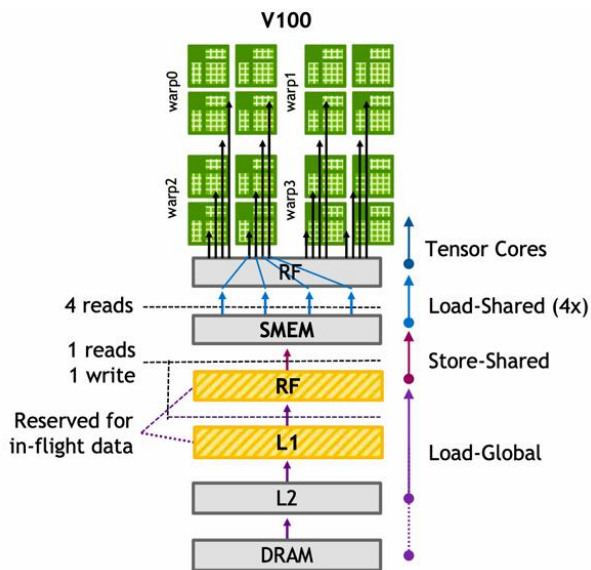 V100
warp0
warp1
warp2
warp3
RF
Tensor Cores
4 reads
Load-Shared (4x)
SMEM
1 reads
1 write
Store-Shared
RF
Reserved for
in-flight data
L1
Load-Global
L2
DRAM